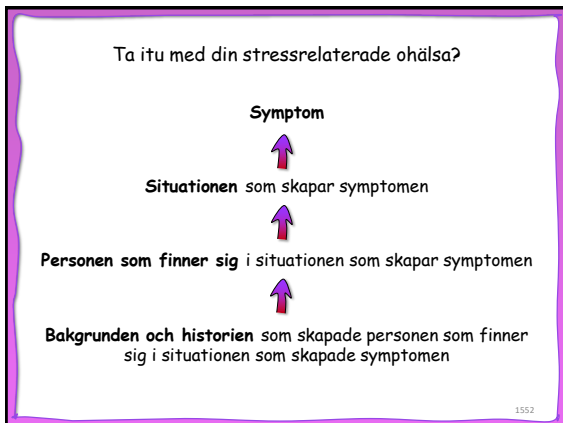 Ta itu med din stressrelaterade ohälsa?
Symptom
Situationen som skapar symptomen
Personen som finner sig i situationen som skapar symptomen
Bakgrunden och historien som skapade personen som finner
sig i situationen som skapade symptomen
1552